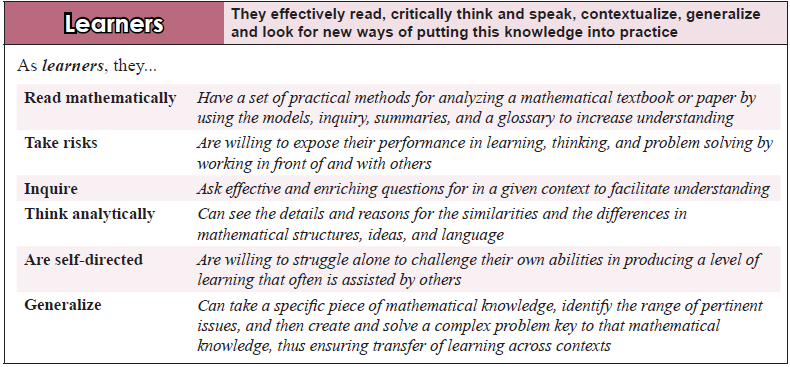 Learners
They effectively read, critically think and speak, contextualize, generalize
and look for new ways of putting this knowledge into practice
As learners, they...
Read mathematically
Have a set of practical methods for analyzing a mathematical textbook or paper by
using the models, inquiry, summaries, and a glossary to increase understanding
Take risks
Are willing to expose their performance in learning, thinking, and problem solving by
working in front of and with others
Inquire
Ask effective and enriching questions for in a given context to facilitate understanding
Think analytically
Can see the details and reasons for the similarities and the differences in
mathematical structures, ideas, and language
Are self-directed
Are willing to struggle alone to challenge their own abilities in producing a level of
learning that often is assisted by others
Generalize
Can take a specific piece of mathematical knowledge, identify the range of pertinent
issues, and then create and solve a complex problem key to that mathematical
knowledge, thus ensuring transfer of learning across contexts